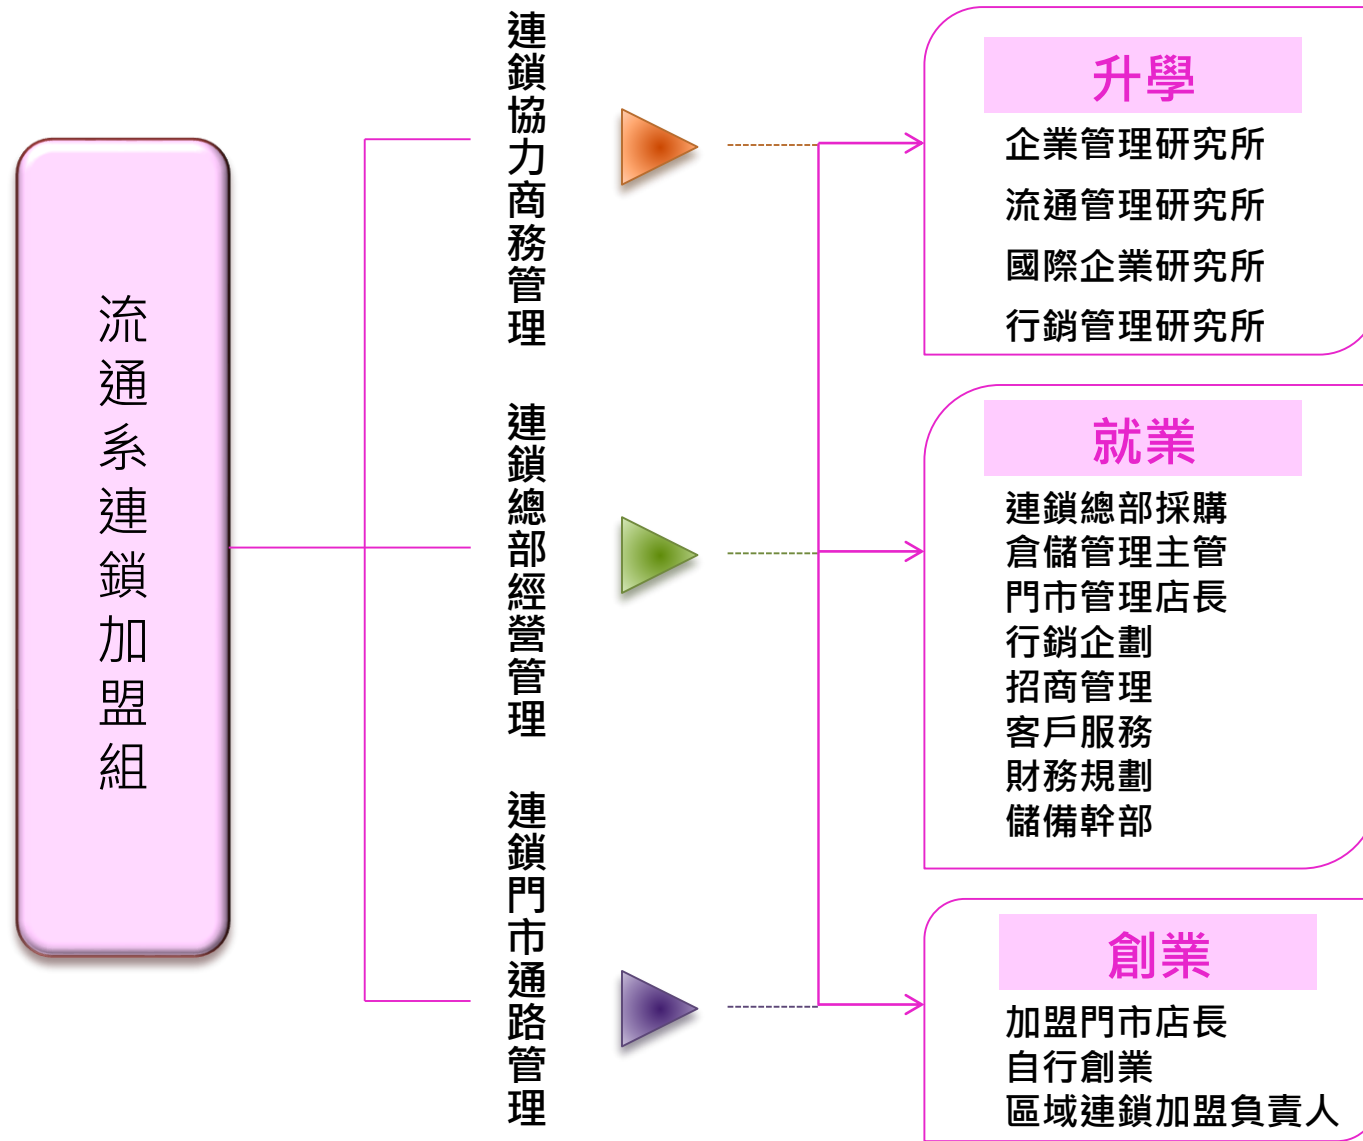 流通系連鎖加盟組
連鎖協力商務管理
連鎖總部經營管理
連鎖門市通路管理
升學
企業管理研究所
流通管理研究所
國際企業研究所
行銷管理研究所
就業
連鎖總部採購
倉儲管理主管
門市管理店長
行銷企劃
招商管理
客戶服務
財務規劃
儲備幹部
創業
加盟門市店長
自行創業
區域連鎖加盟負責人